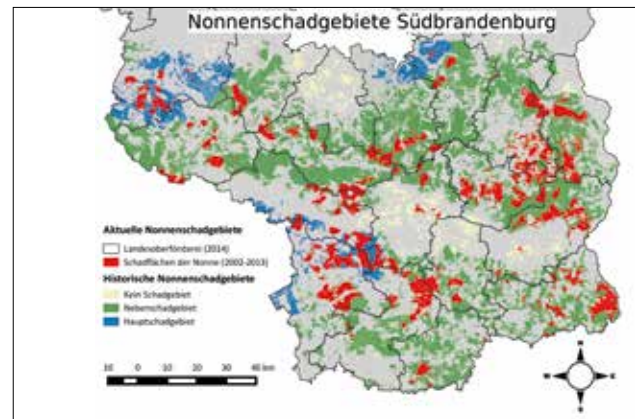 Nonnenschadgebiete Südbrandenburg
Aktuelle Nonnenschadgebiete
Landesoberförsterei (2014)
Schadflächen der Nonne (2002-2013)
Historische Nonnenschadgebiete
Kein Schadgebiet
Nebenschadgebiet
Hauptschadgebiet
10 0 10 20 30 40 km
N
W E
S